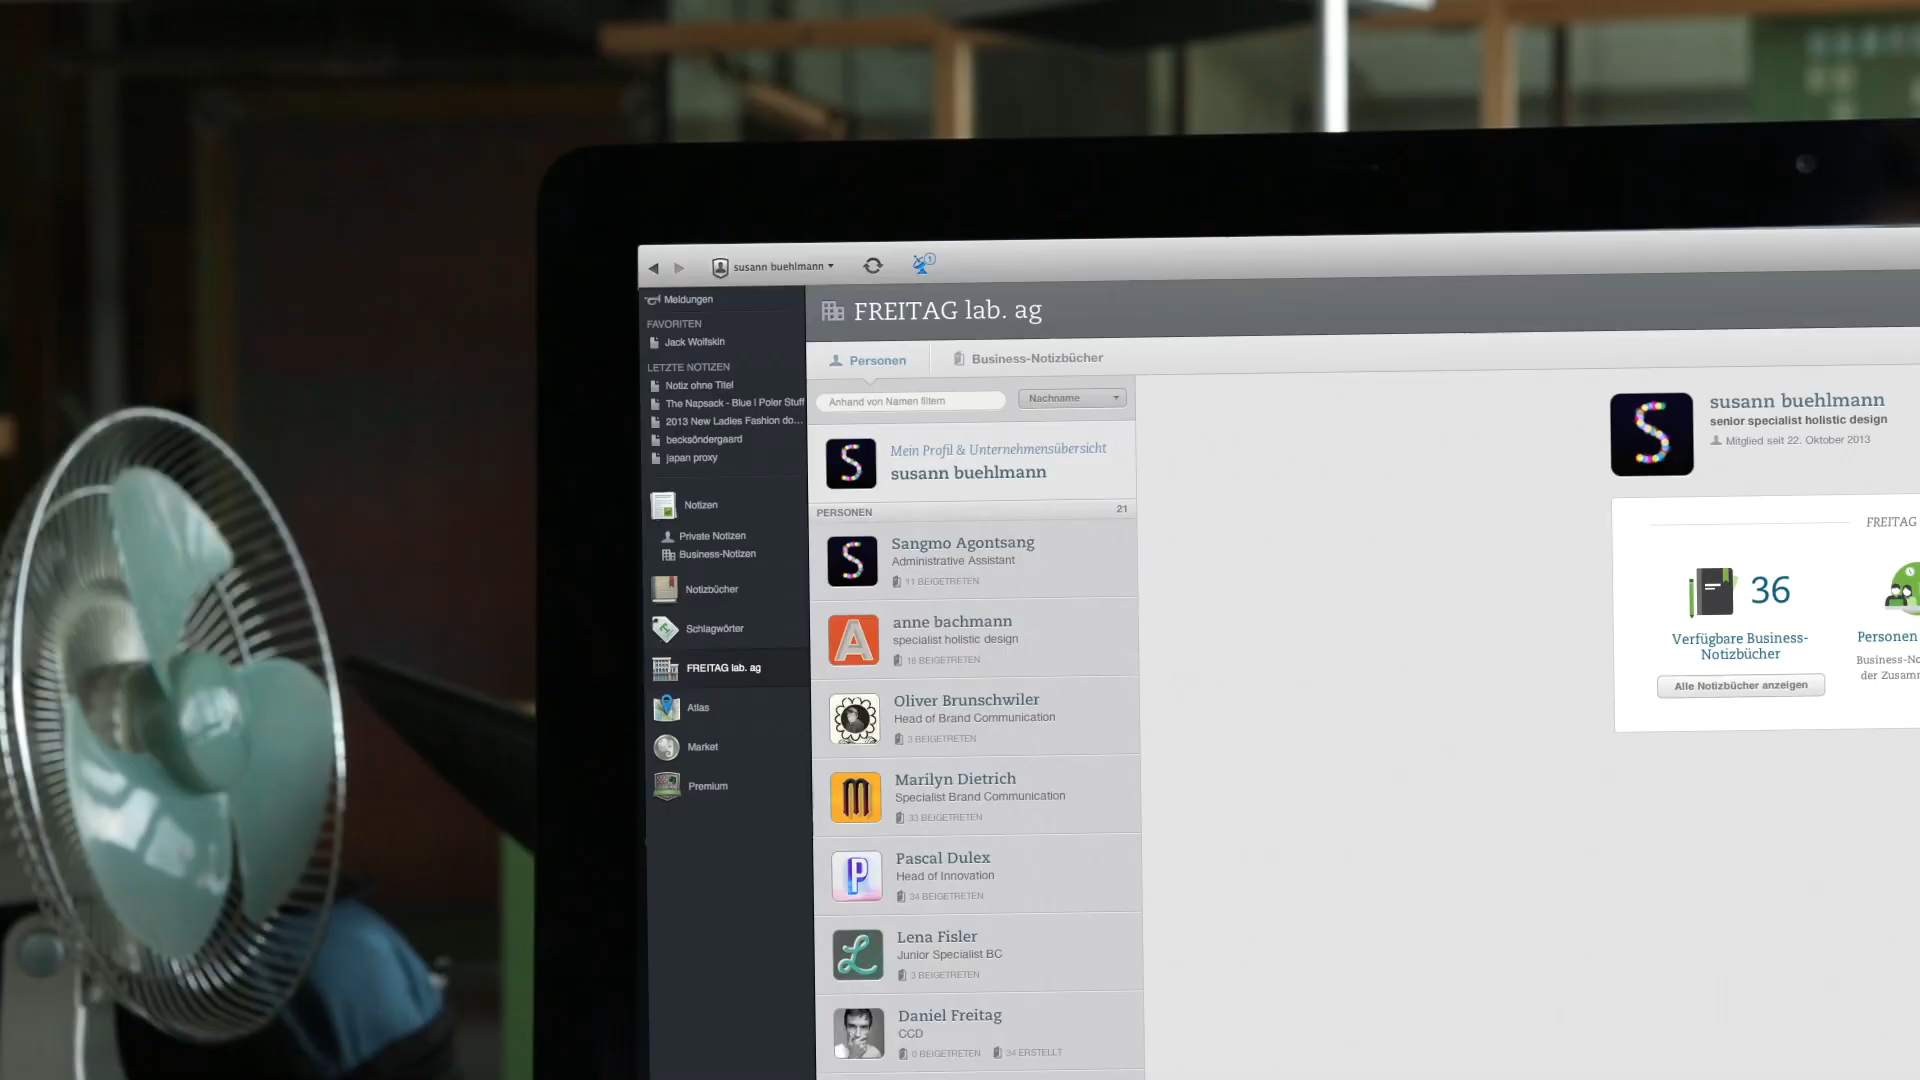 susann buehlmann
1
Meldungen
FAVORITEN
Jack Wolfskin
LETZTE NOTIZEN
Notiz ohne Titel
The Napsack - Blue | Poler Stuff
2013 New Ladies Fashion do...
becksöndergaard
japan proxy
Notizen
Private Notizen
Business-Notizen
Notizbücher
Schlagwörter
FREITAG lab. ag
Atlas
Market
Premium
FREITAG lab. ag
Personen
Business-Notizbücher
Anhand von Namen filtern
Nachname
Mein Profil & Unternehmensübersicht
susann buehlmann
PERSONEN 21
Sangmo Agontsang
Administrative Assistant
11 BEIGETRETEN
anne bachmann
specialist holistic design
18 BEIGETRETEN
Oliver Brunschwiler
Head of Brand Communication
3 BEIGETRETEN
Marilyn Dietrich
Specialist Brand Communication
33 BEIGETRETEN
Pascal Dulex
Head of Innovation
34 BEIGETRETEN
Lena Fisler
Junior Specialist BC
3 BEIGETRETEN
Daniel Freitag
CCD
0 BEIGETRETEN 34 ERSTELLT
susann buehlmann
senior specialist holistic design
Mitglied seit 22. Oktober 2013
FREITAG
36
Verfügbare Business-
Notizbücher
Alle Notizbücher anzeigen
Personen
Business-No
der Zusamm